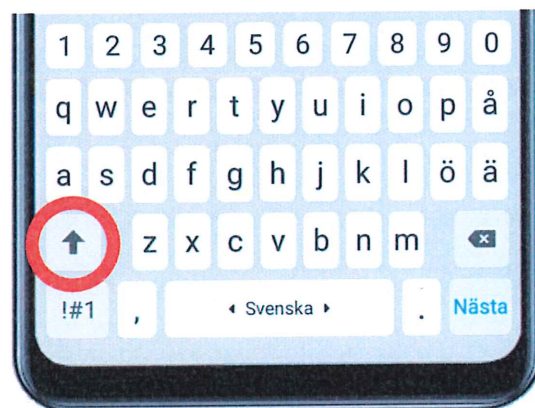 1 2 3 4 5 6 7 8 9 0
q w e r t y u i o p å
a s d f g h j k l ö ä
z x c v b n m
!#1 , Svenska . Nästa